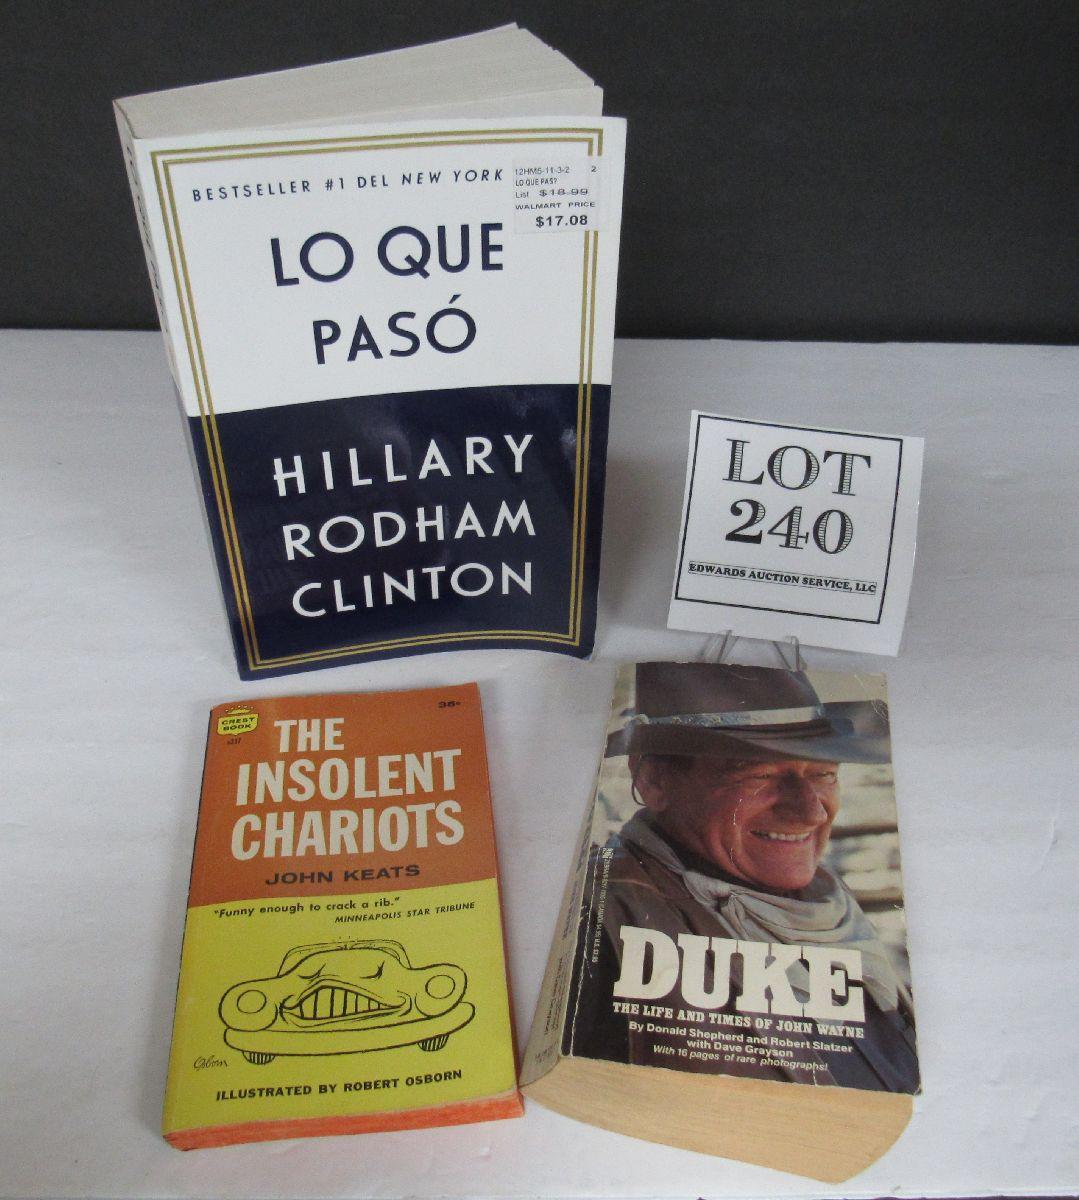 BESTSELLER #1 DEL NEW YORK
12HM5-11-3-2 2
LO QUE PAS?
List $18.99
WALMART PRICE
$17.08
LO QUE
PASÓ
HILLARY
RODHAM
CLINTON
LOT
240
EDWARDS AUCTION SERVICE, LLC
CREST
BOOK
s337
35¢
THE
INSOLENT
CHARIOTS
JOHN KEATS
"Funny enough to crack a rib."
MINNEAPOLIS STAR TRIBUNE
Osborn
ILLUSTRATED BY ROBERT OSBORN
DUKE
THE LIFE AND TIMES OF JOHN WAYNE
By Donald Shepherd and Robert Slatzer
with Dave Grayson
With 16 pages of rare photographs!